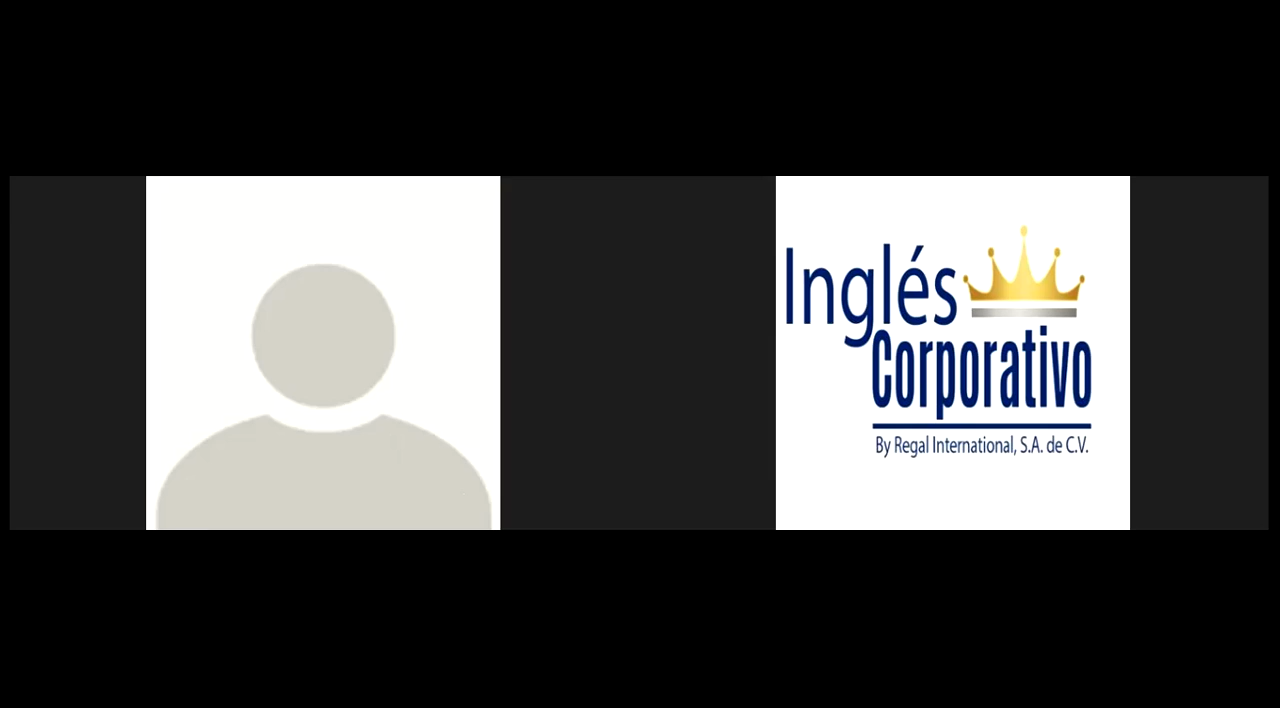 Inglés
Corporativo
By Regal International, S.A. de C.V.